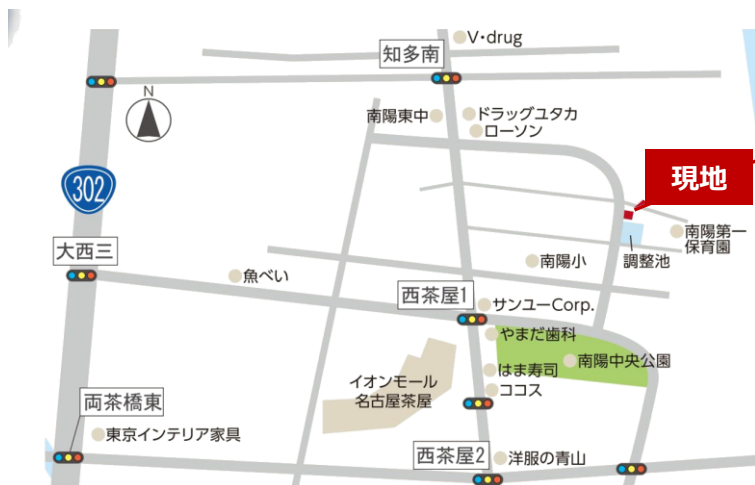 V・drug
知多南
N
南陽東中
ドラッグユタカ
ローソン
302
現地
大西三
南陽第一
保育園
調整池
南陽小
魚べい
西茶屋1
サンユーCorp.
やまだ歯科
南陽中央公園
はま寿司
ココス
イオンモール
名古屋茶屋
両茶橋東
東京インテリア家具
西茶屋2
洋服の青山